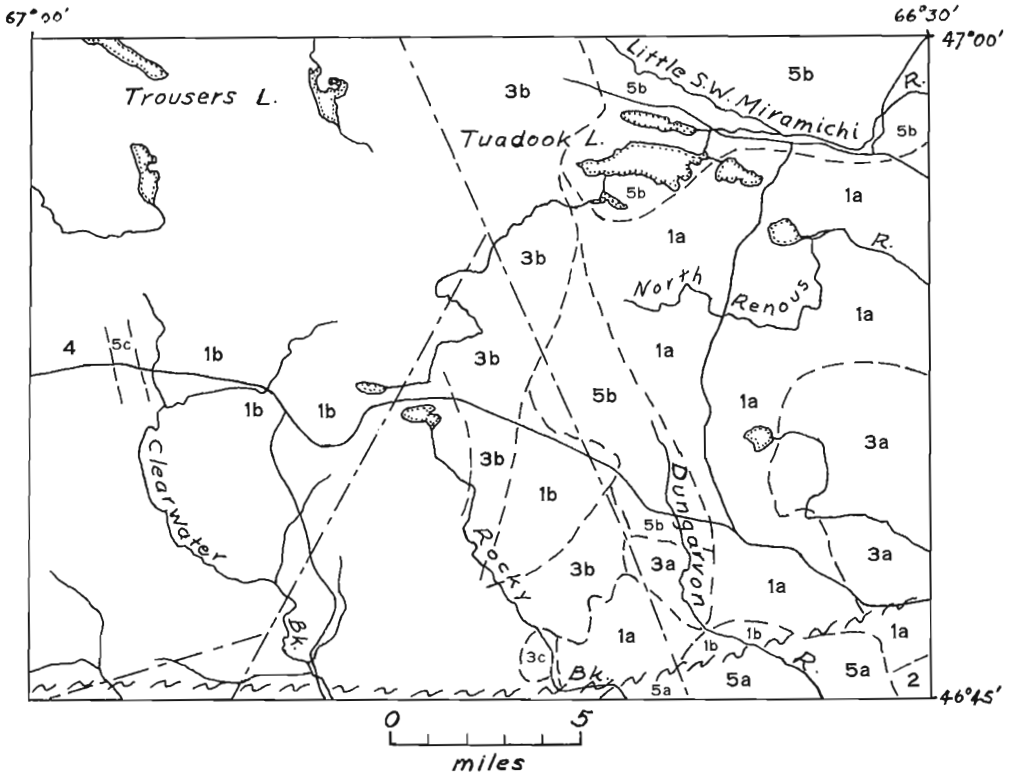 67°00'
66°30'
47°00'
Little S.W. Miramichi
R.
5b
5b
3b
5b
Trousers L.
Tuadook L.
5b
1a
1a
R.
3b
North Renous
1a
4
5c
1b
3b
1a
1b
1b
5b
1a
3a
Clearwater
3b
1b
Dungarvon
Rocky
5b
3b
3a
3a
1a
Bk.
1a
1b
1b
1a
3c
Bk.
R.
5a
5a
5a
2
46°45'
0 5
miles